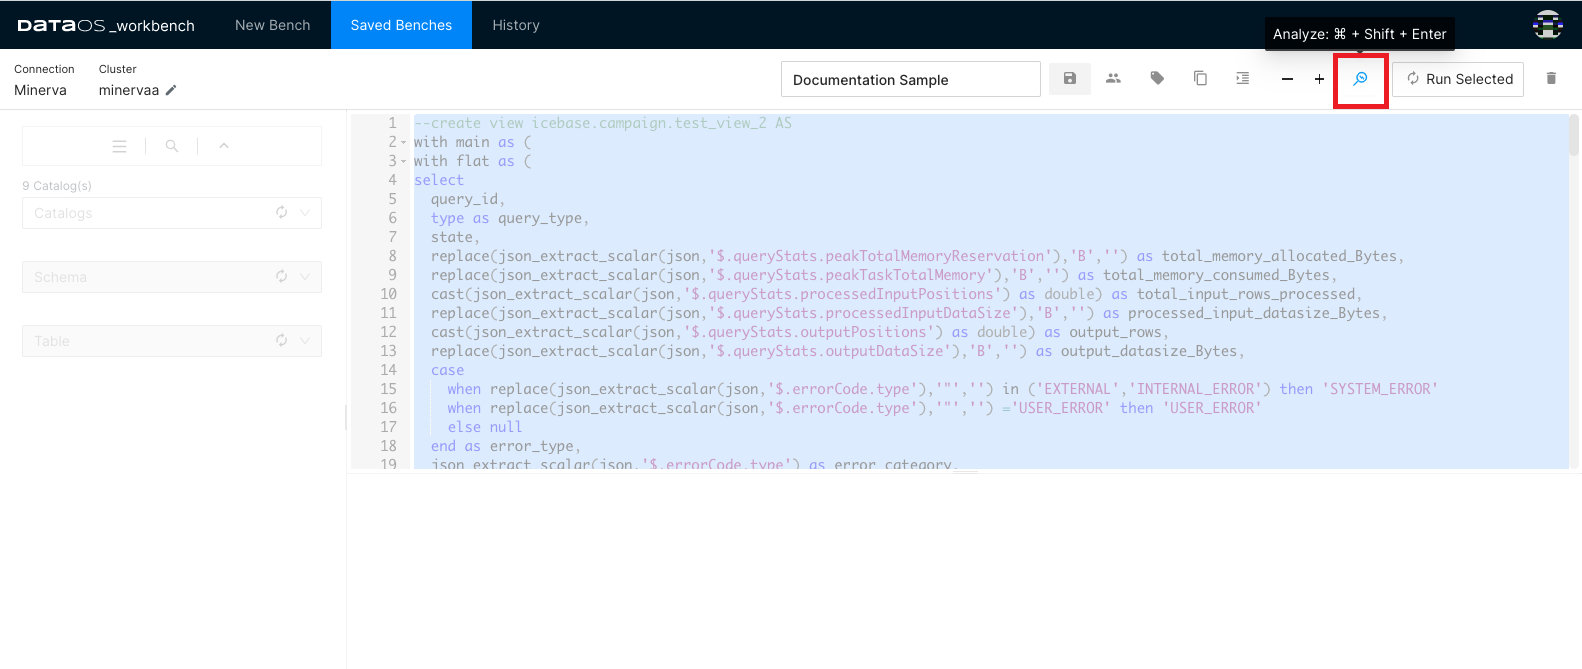 DATAOS_workbench New Bench Saved Benches History
Analyze: ⌘ + Shift + Enter
Connection Cluster
Minerva minervaa
Documentation Sample
Run Selected
9 Catalog(s)
Catalogs
Schema
Table
1 --create view icebase.campaign.test_view_2 AS
2 with main as (
3 with flat as (
4 select
5 query_id,
6 type as query_type,
7 state,
8 replace(json_extract_scalar(json,'$.queryStats.peakTotalMemoryReservation'),'B','') as total_memory_allocated_Bytes,
9 replace(json_extract_scalar(json,'$.queryStats.peakTaskTotalMemory'),'B','') as total_memory_consumed_Bytes,
10 cast(json_extract_scalar(json,'$.queryStats.processedInputPositions') as double) as total_input_rows_processed,
11 replace(json_extract_scalar(json,'$.queryStats.processedInputDataSize'),'B','') as processed_input_datasize_Bytes,
12 cast(json_extract_scalar(json,'$.queryStats.outputPositions') as double) as output_rows,
13 replace(json_extract_scalar(json,'$.queryStats.outputDataSize'),'B','') as output_datasize_Bytes,
14 case
15 when replace(json_extract_scalar(json,'$.errorCode.type'),'"','') in ('EXTERNAL','INTERNAL_ERROR') then 'SYSTEM_ERROR'
16 when replace(json_extract_scalar(json,'$.errorCode.type'),'"','') ='USER_ERROR' then 'USER_ERROR'
17 else null
18 end as error_type,
19 json_extract_scalar(json,'$.errorCode.type') as error_category,